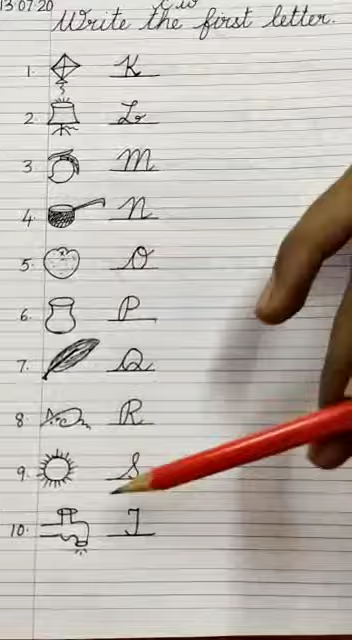 13.07.20
C.W
Write the first letter.
1. K
2. L
3. M
4. N
5. O
6. P
7. Q
8. R
9. S
10. T